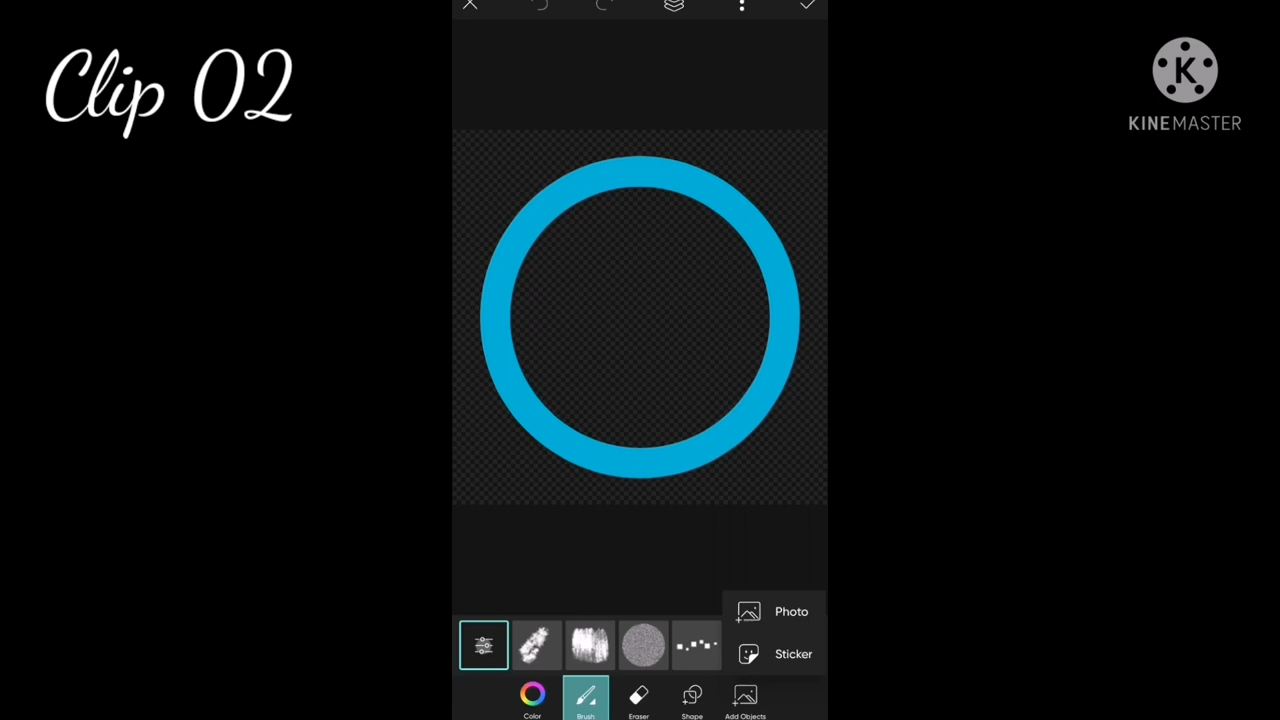 Clip 02
K
KINEMASTER
Photo
Sticker
Color
Brush
Eraser
Shape
Add Objects